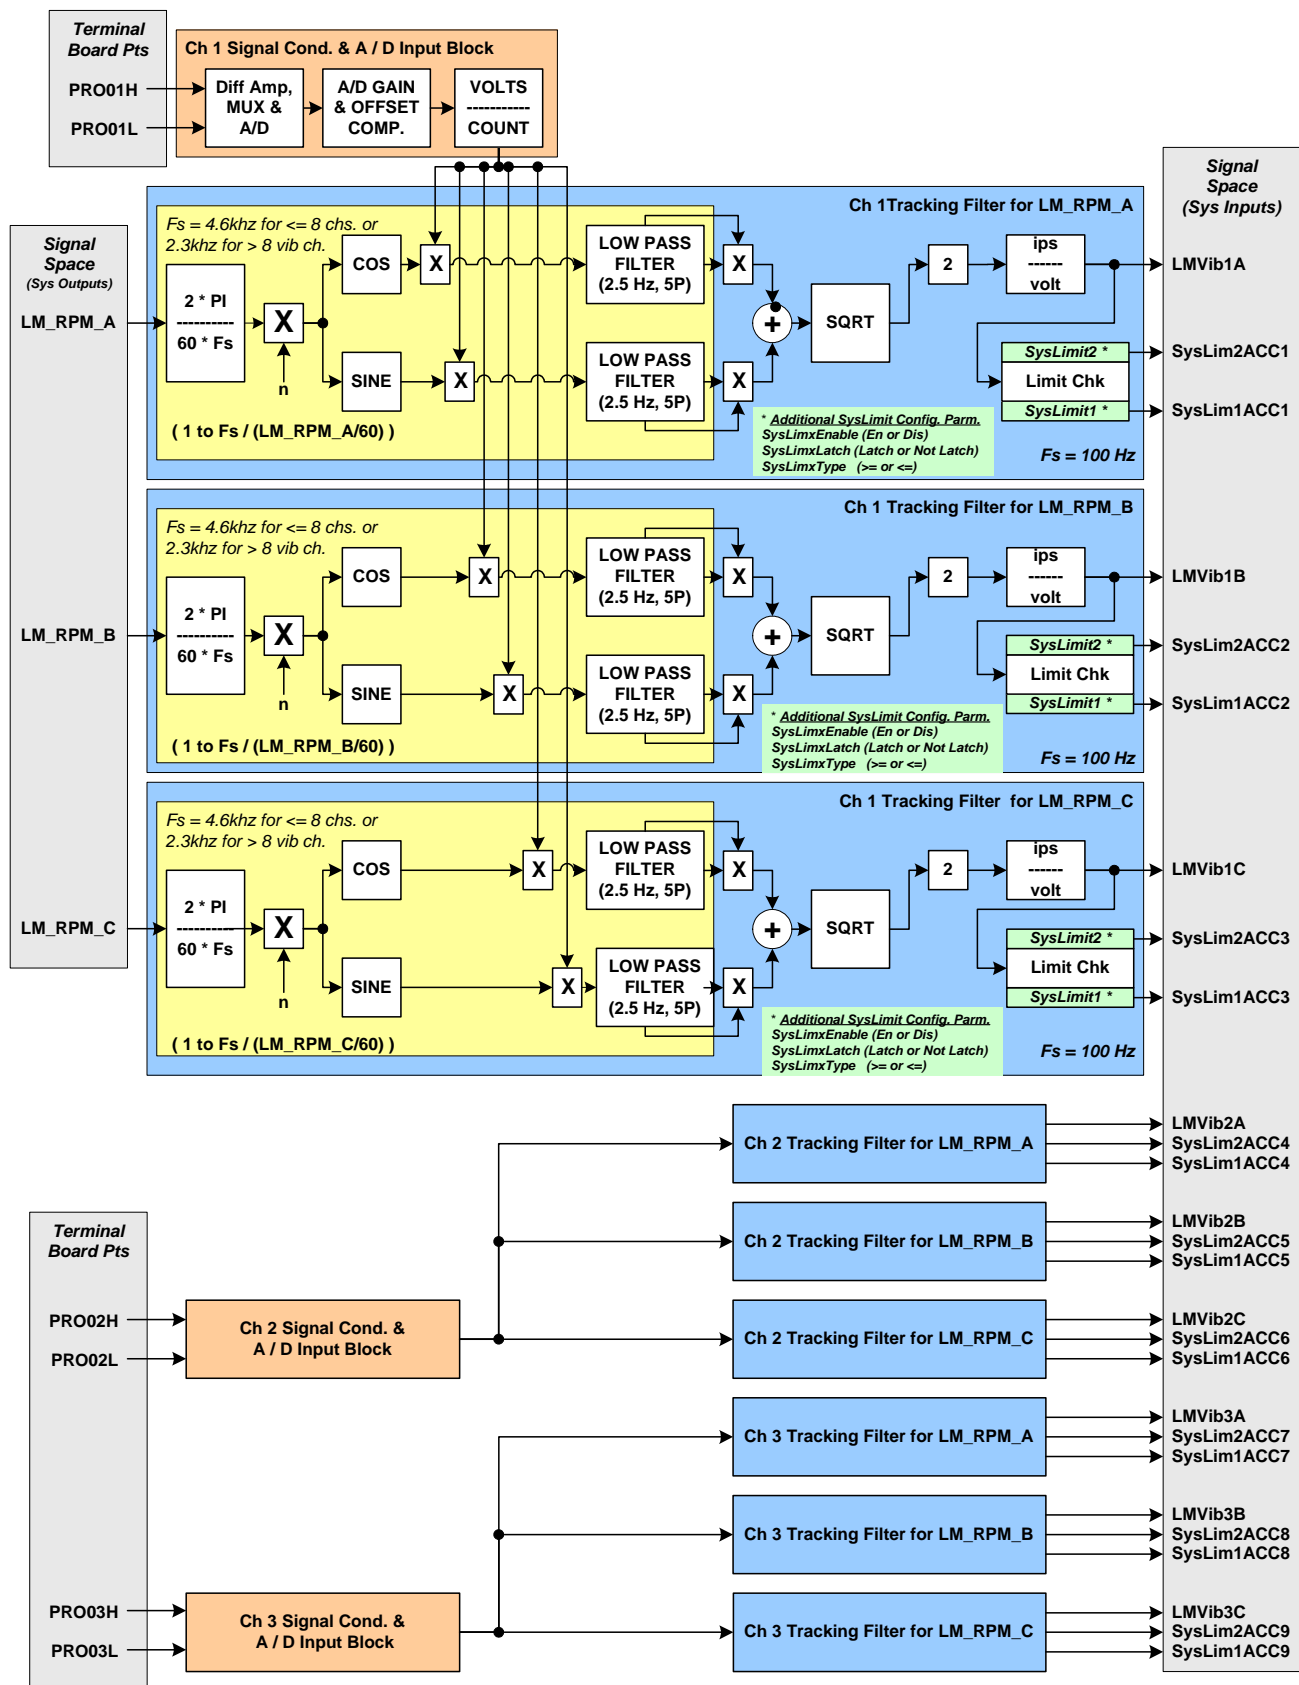 Terminal
Board Pts
PRO01H
PRO01L
Ch 1 Signal Cond. & A / D Input Block
Diff Amp,
MUX &
A/D
A/D GAIN
& OFFSET
COMP.
VOLTS
-----------
COUNT
Signal
Space
(Sys Outputs)
LM_RPM_A
LM_RPM_B
LM_RPM_C
Signal
Space
(Sys Inputs)
Ch 1Tracking Filter for LM_RPM_A
Fs = 4.6khz for <= 8 chs. or
2.3khz for > 8 vib ch.
2 * PI
----------
60 * Fs
X
n
COS
SINE
X
X
LOW PASS
FILTER
(2.5 Hz, 5P)
LOW PASS
FILTER
(2.5 Hz, 5P)
X
X
+
SQRT
2
ips
------
volt
SysLimit2 *
Limit Chk
SysLimit1 *
( 1 to Fs / (LM_RPM_A/60) )
* Additional SysLimit Config. Parm.
SysLimxEnable (En or Dis)
SysLimxLatch (Latch or Not Latch)
SysLimxType (>= or <=)
Fs = 100 Hz
LMVib1A
SysLim2ACC1
SysLim1ACC1
Ch 1 Tracking Filter for LM_RPM_B
Fs = 4.6khz for <= 8 chs. or
2.3khz for > 8 vib ch.
2 * PI
----------
60 * Fs
X
n
COS
SINE
X
X
LOW PASS
FILTER
(2.5 Hz, 5P)
LOW PASS
FILTER
(2.5 Hz, 5P)
X
X
+
SQRT
2
ips
------
volt
SysLimit2 *
Limit Chk
SysLimit1 *
( 1 to Fs / (LM_RPM_B/60) )
* Additional SysLimit Config. Parm.
SysLimxEnable (En or Dis)
SysLimxLatch (Latch or Not Latch)
SysLimxType (>= or <=)
Fs = 100 Hz
LMVib1B
SysLim2ACC2
SysLim1ACC2
Ch 1 Tracking Filter for LM_RPM_C
Fs = 4.6khz for <= 8 chs. or
2.3khz for > 8 vib ch.
2 * PI
----------
60 * Fs
X
n
COS
SINE
X
X
LOW PASS
FILTER
(2.5 Hz, 5P)
LOW PASS
FILTER
(2.5 Hz, 5P)
X
X
+
SQRT
2
ips
------
volt
SysLimit2 *
Limit Chk
SysLimit1 *
( 1 to Fs / (LM_RPM_C/60) )
* Additional SysLimit Config. Parm.
SysLimxEnable (En or Dis)
SysLimxLatch (Latch or Not Latch)
SysLimxType (>= or <=)
Fs = 100 Hz
LMVib1C
SysLim2ACC3
SysLim1ACC3
Terminal
Board Pts
PRO02H
PRO02L
Ch 2 Signal Cond. &
A / D Input Block
Ch 2 Tracking Filter for LM_RPM_A
LMVib2A
SysLim2ACC4
SysLim1ACC4
Ch 2 Tracking Filter for LM_RPM_B
LMVib2B
SysLim2ACC5
SysLim1ACC5
Ch 2 Tracking Filter for LM_RPM_C
LMVib2C
SysLim2ACC6
SysLim1ACC6
PRO03H
PRO03L
Ch 3 Signal Cond. &
A / D Input Block
Ch 3 Tracking Filter for LM_RPM_A
LMVib3A
SysLim2ACC7
SysLim1ACC7
Ch 3 Tracking Filter for LM_RPM_B
LMVib3B
SysLim2ACC8
SysLim1ACC8
Ch 3 Tracking Filter for LM_RPM_C
LMVib3C
SysLim2ACC9
SysLim1ACC9